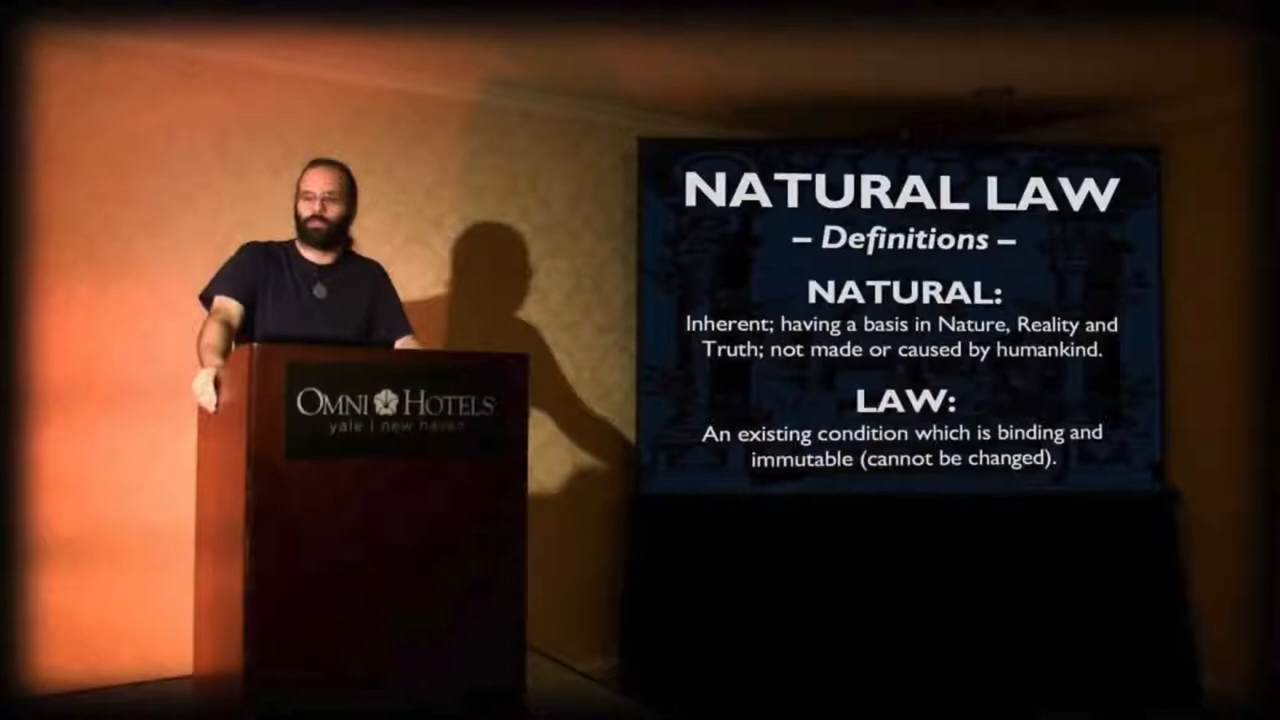 NATURAL LAW
– Definitions –
NATURAL:
Inherent; having a basis in Nature, Reality and
Truth; not made or caused by humankind.
LAW:
An existing condition which is binding and
immutable (cannot be changed).
OMNI HOTELS
yale | new haven